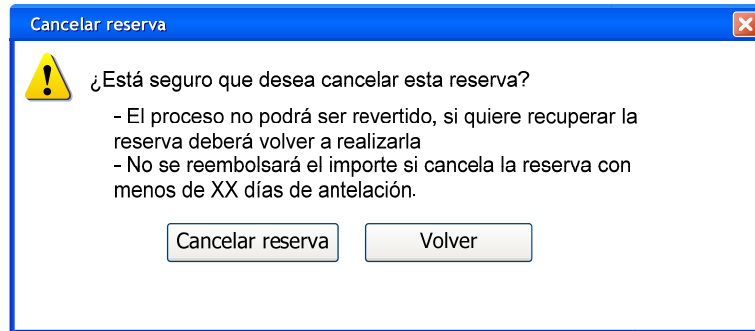 Cancelar reserva
¿Está seguro que desea cancelar esta reserva?
- El proceso no podrá ser revertido, si quiere recuperar la
reserva deberá volver a realizarla
- No se reembolsará el importe si cancela la reserva con
menos de XX días de antelación.
Cancelar reserva
Volver